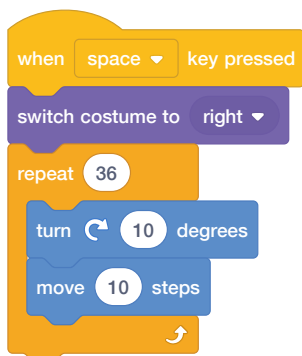 when space key pressed
switch costume to right
repeat 36
turn 10 degrees
move 10 steps